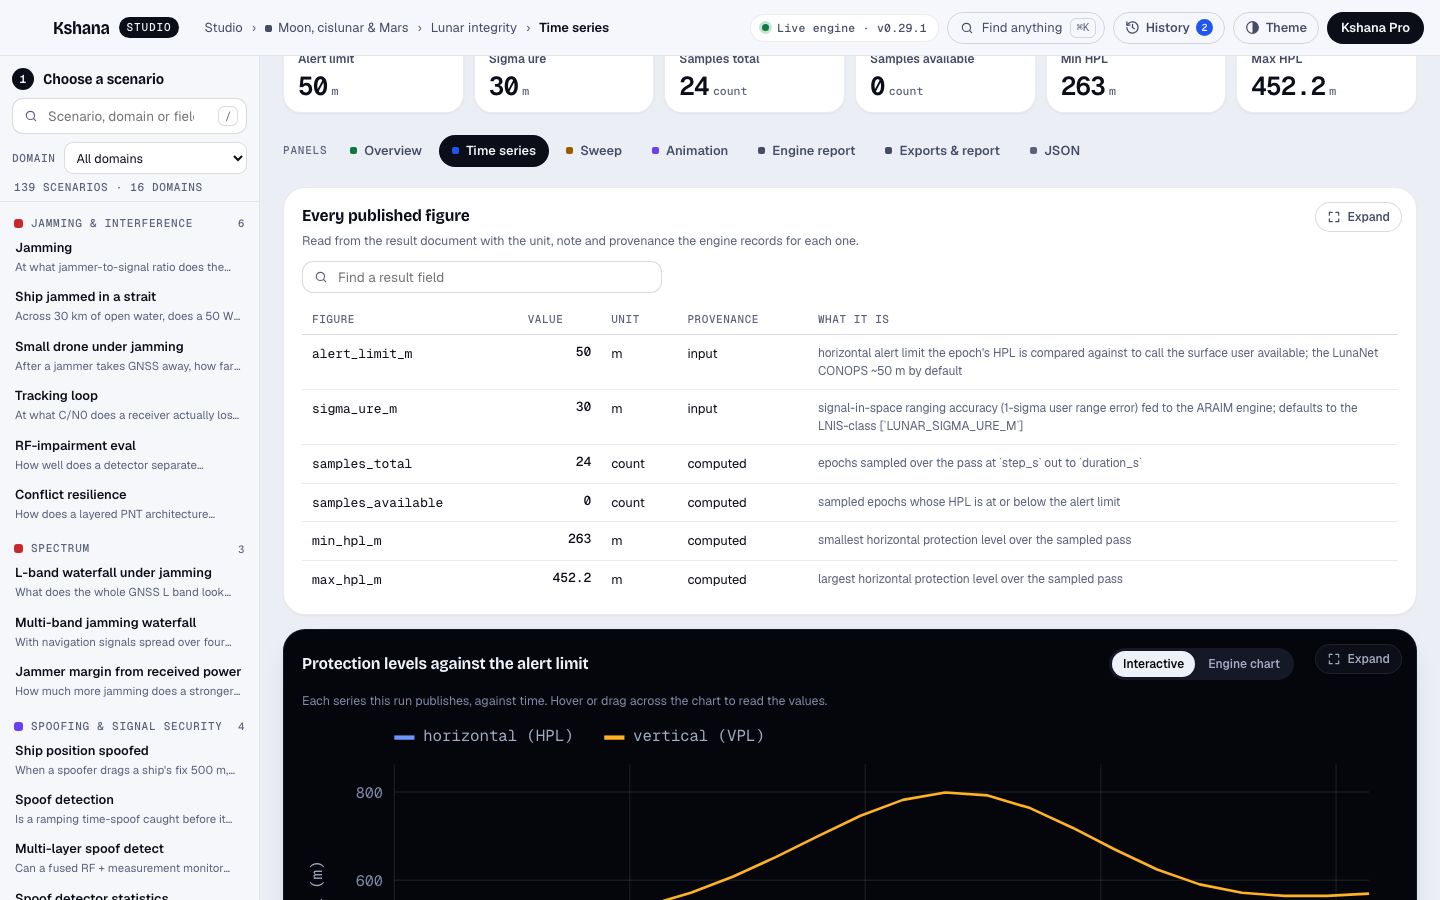 Kshana STUDIO
Studio › Moon, cislunar & Mars › Lunar integrity › Time series
Live engine · v0.29.1
Find anything ⌘K
History 2
Theme
Kshana Pro
1 Choose a scenario
Scenario, domain or fiel
/
DOMAIN All domains
139 SCENARIOS · 16 DOMAINS
JAMMING & INTERFERENCE 6
Jamming
At what jammer-to-signal ratio does the…
Ship jammed in a strait
Across 30 km of open water, does a 50 W…
Small drone under jamming
After a jammer takes GNSS away, how far…
Tracking loop
At what C/N0 does a receiver actually los…
RF-impairment eval
How well does a detector separate…
Conflict resilience
How does a layered PNT architecture…
SPECTRUM 3
L-band waterfall under jamming
What does the whole GNSS L band look…
Multi-band jamming waterfall
With navigation signals spread over four…
Jammer margin from received power
How much more jamming does a stronger…
SPOOFING & SIGNAL SECURITY 4
Ship position spoofed
When a spoofer drags a ship's fix 500 m,…
Spoof detection
Is a ramping time-spoof caught before it…
Multi-layer spoof detect
Can a fused RF + measurement monitor…
Spoof detector statistics
Alert limit
50 m
Sigma ure
30 m
Samples total
24 count
Samples available
0 count
Min HPL
263 m
Max HPL
452.2 m
PANELS Overview Time series Sweep Animation Engine report Exports & report JSON
Every published figure
Expand
Read from the result document with the unit, note and provenance the engine records for each one.
Find a result field
FIGURE VALUE UNIT PROVENANCE WHAT IT IS
alert_limit_m 50 m input horizontal alert limit the epoch's HPL is compared against to call the surface user available; the LunaNet
CONOPS ~50 m by default
sigma_ure_m 30 m input signal-in-space ranging accuracy (1-sigma user range error) fed to the ARAIM engine; defaults to the
LNIS-class [`LUNAR_SIGMA_URE_M`]
samples_total 24 count computed epochs sampled over the pass at `step_s` out to `duration_s`
samples_available 0 count computed sampled epochs whose HPL is at or below the alert limit
min_hpl_m 263 m computed smallest horizontal protection level over the sampled pass
max_hpl_m 452.2 m computed largest horizontal protection level over the sampled pass
Protection levels against the alert limit
Interactive Engine chart
Expand
Each series this run publishes, against time. Hover or drag across the chart to read the values.
horizontal (HPL) vertical (VPL)
800
600
(m)